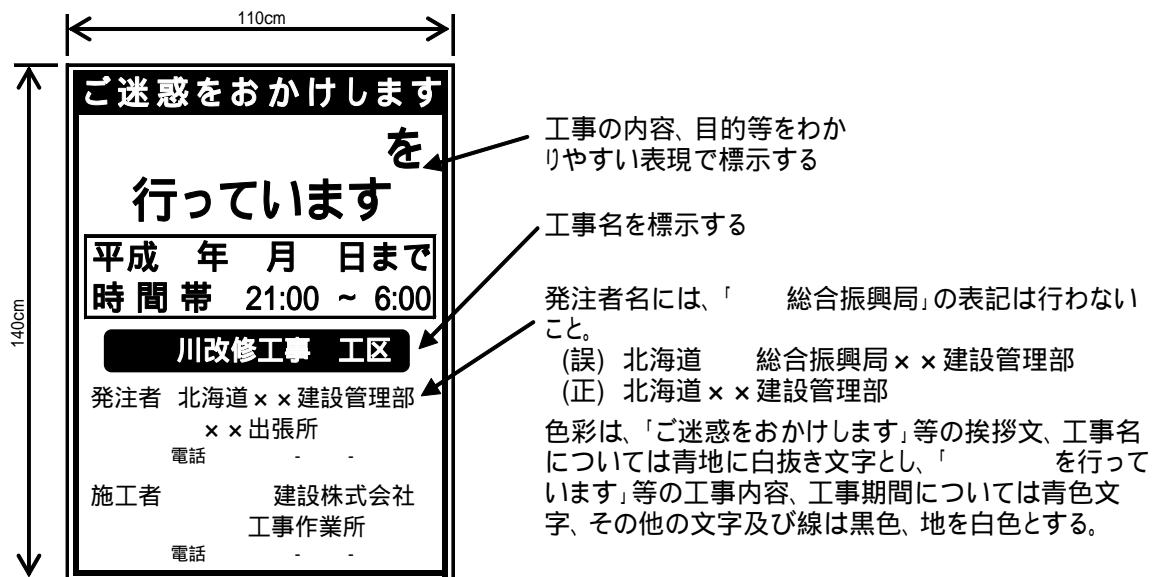 110cm
140cm
ご迷惑をおかけします
を
行っています
平成　年　月　日まで
時間帯　21:00 ~ 6:00
川改修工事　工区
発注者　北海道××建設管理部
××出張所
電話　-　-
施工者　建設株式会社
工事作業所
電話　-　-
工事の内容、目的等をわか
りやすい表現で標示する
工事名を標示する
発注者名には、「　　総合振興局」の表記は行わない
こと。
(誤) 北海道　　総合振興局××建設管理部
(正) 北海道××建設管理部
色彩は、「ご迷惑をおかけします」等の挨拶文、工事名
については青地に白抜き文字とし、「　　　　を行って
います」等の工事内容、工事期間については青色文
字、その他の文字及び線は黒色、地を白色とする。